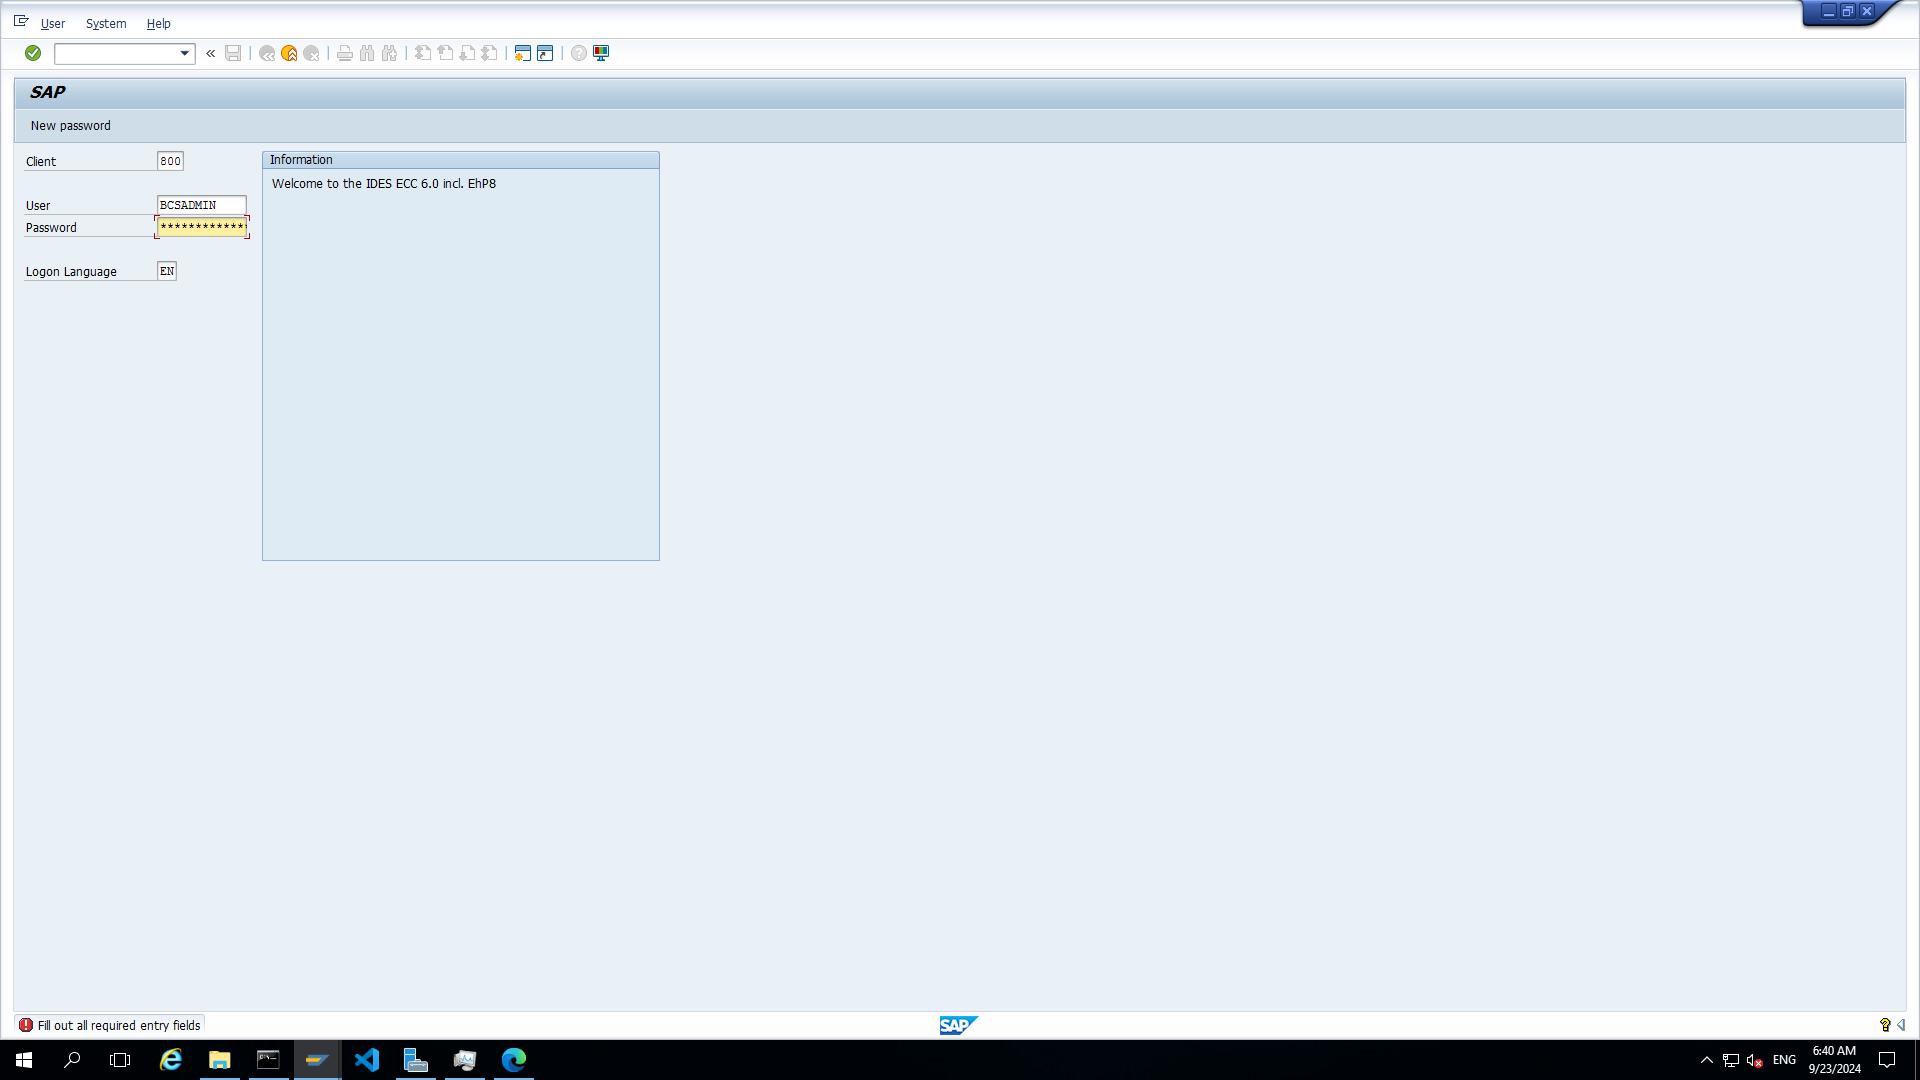 User System Help
SAP
New password
Client 800
Information
Welcome to the IDES ECC 6.0 incl. EhP8
User BCSADMIN
Password *************
Logon Language EN
Fill out all required entry fields
SAP
ENG
6:40 AM
9/23/2024